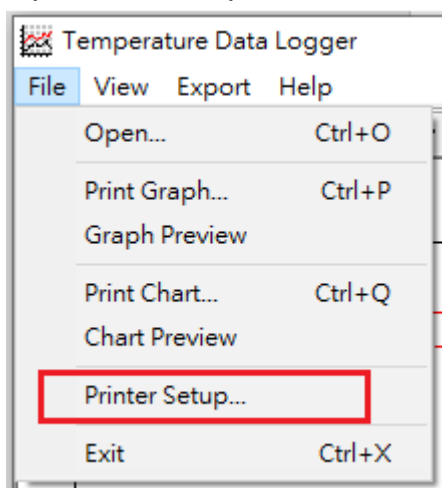 Temperature Data Logger
File View Export Help
Open... Ctrl+O
Print Graph... Ctrl+P
Graph Preview
Print Chart... Ctrl+Q
Chart Preview
Printer Setup...
Exit Ctrl+X